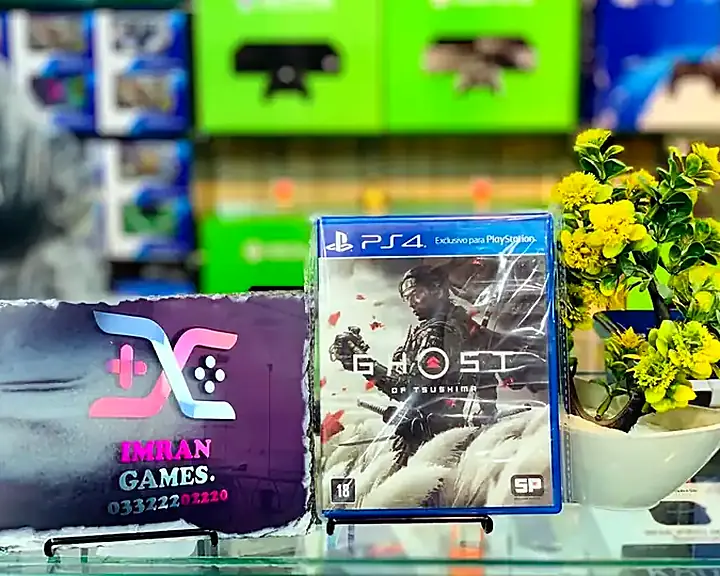 PS4
Exclusivo para PlayStation
GHOST
OF TSUSHIMA
18
SP
IMRAN
GAMES.
03322202220